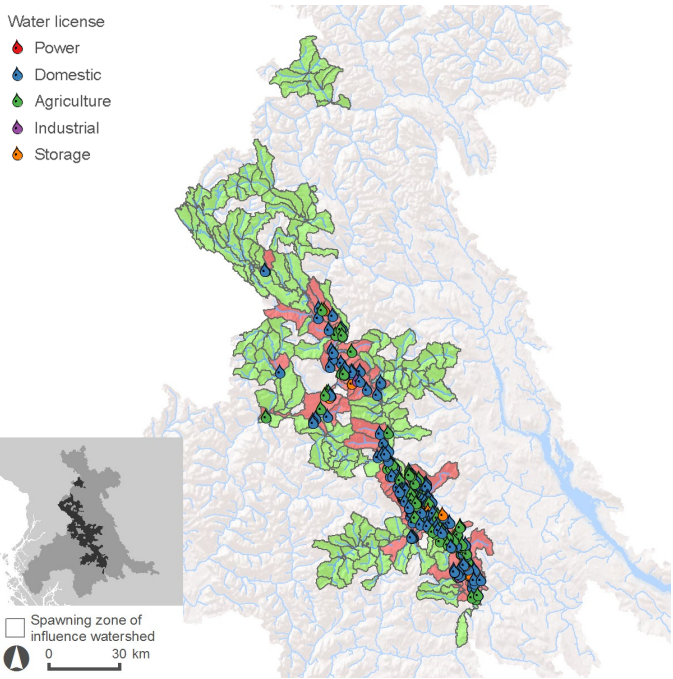 Water license
Power
Domestic
Agriculture
Industrial
Storage
Spawning zone of
influence watershed
0 30 km